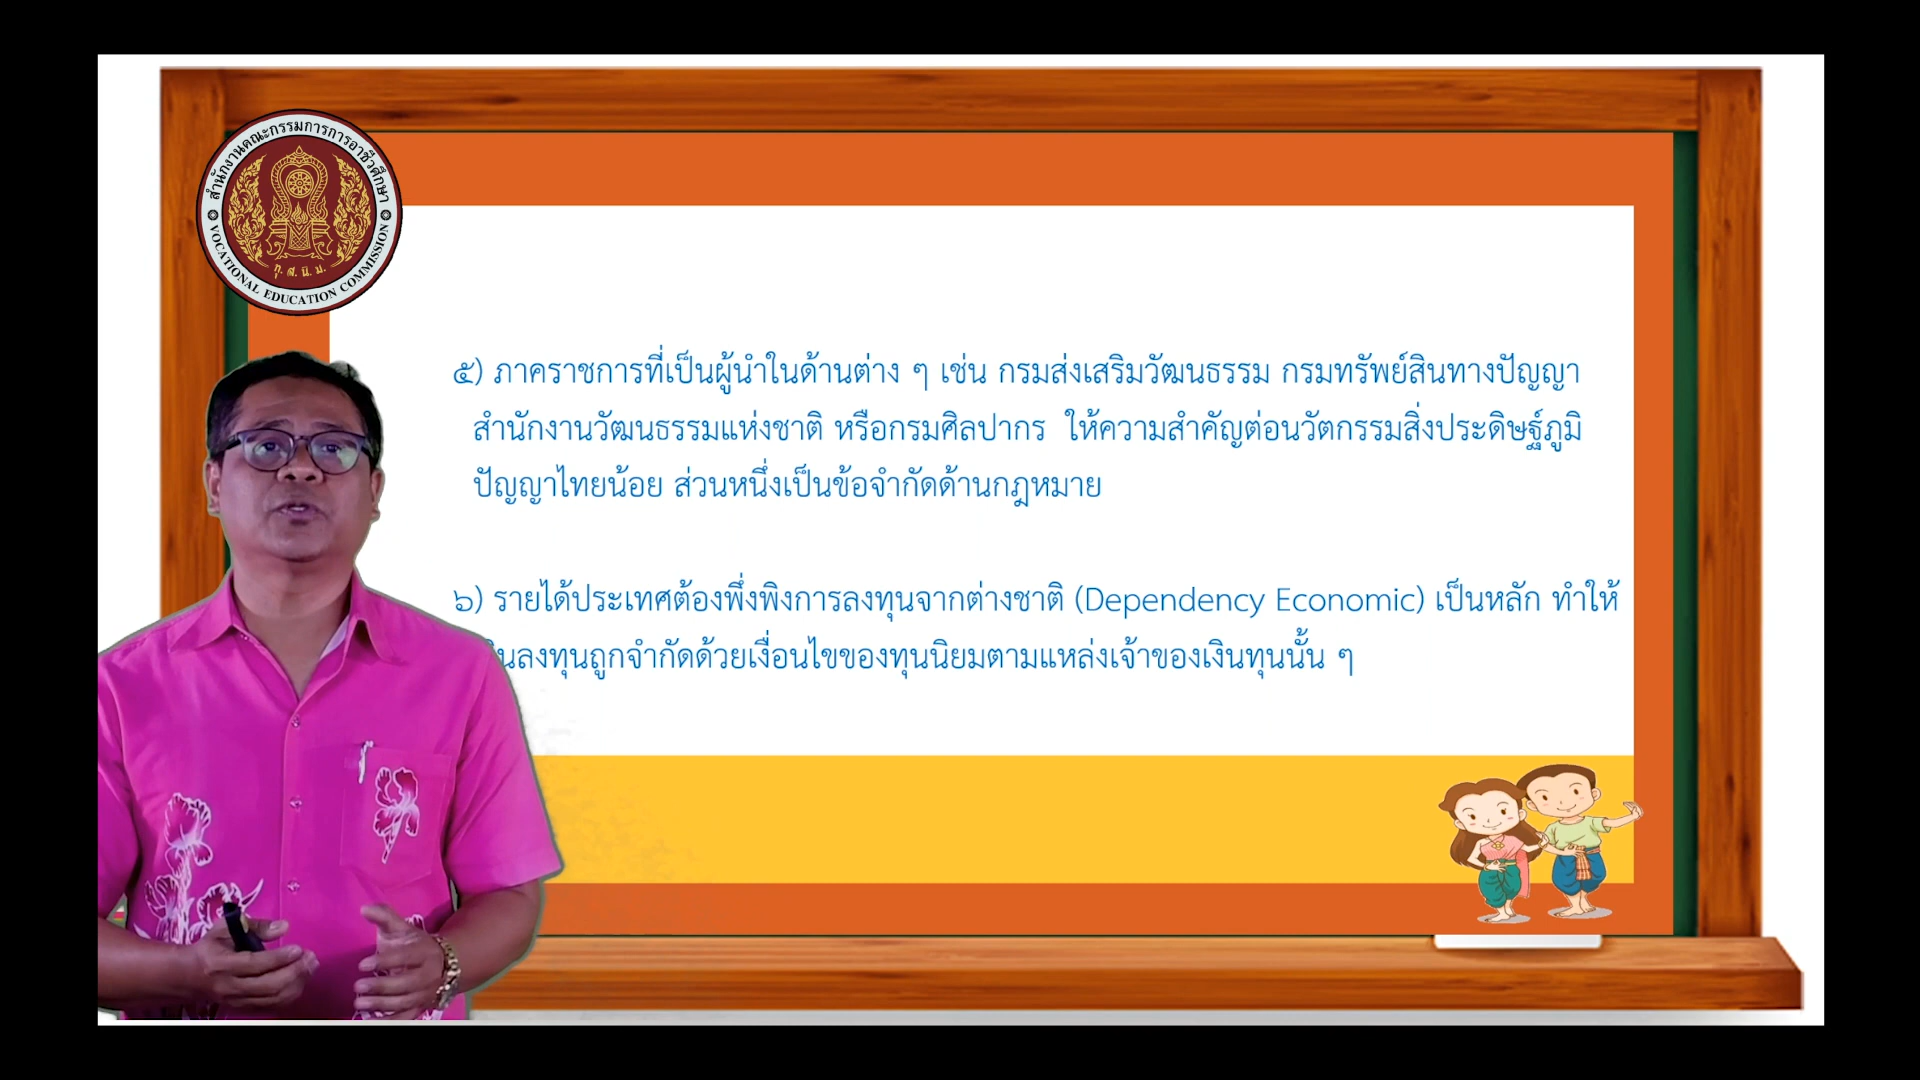 สำนักงานคณะกรรมการการอาชีวศึกษา
ทุ. ส. นิ. ม.
VOCATIONAL EDUCATION COMMISSION
๕) ภาคราชการที่เป็นผู้นำในด้านต่าง ๆ เช่น กรมส่งเสริมวัฒนธรรม กรมทรัพย์สินทางปัญญา
สำนักงานวัฒนธรรมแห่งชาติ หรือกรมศิลปากร ให้ความสำคัญต่อนวัตกรรมสิ่งประดิษฐ์ภูมิ
ปัญญาไทยน้อย ส่วนหนึ่งเป็นข้อจำกัดด้านกฎหมาย
๖) รายได้ประเทศต้องพึ่งพิงการลงทุนจากต่างชาติ (Dependency Economic) เป็นหลัก ทำให้
ลงทุนถูกจำกัดด้วยเงื่อนไขของทุนนิยมตามแหล่งเจ้าของเงินทุนนั้น ๆ